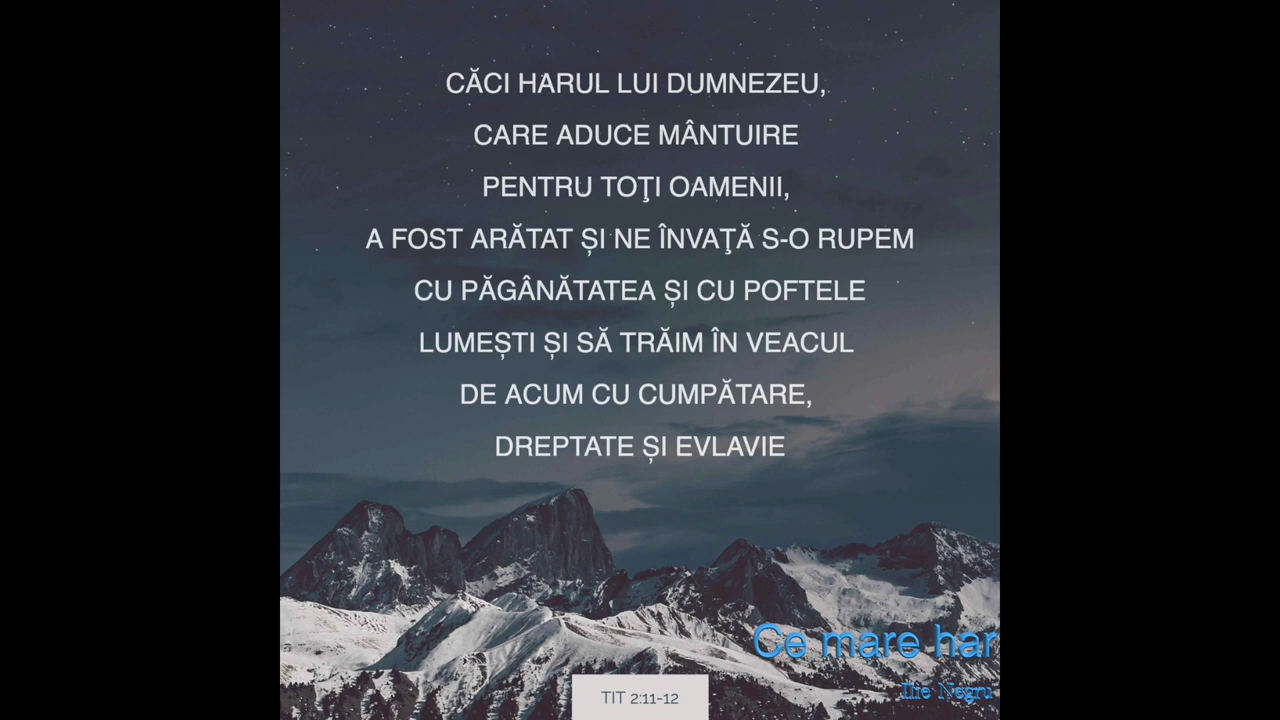 CĂCI HARUL LUI DUMNEZEU,
CARE ADUCE MÂNTUIRE
PENTRU TOŢI OAMENII,
A FOST ARĂTAT ȘI NE ÎNVAŢĂ S-O RUPEM
CU PĂGÂNĂTATEA ȘI CU POFTELE
LUMEȘTI ȘI SĂ TRĂIM ÎN VEACUL
DE ACUM CU CUMPĂTARE,
DREPTATE ȘI EVLAVIE
Ce mare har
Ilie Negru
TIT 2:11-12